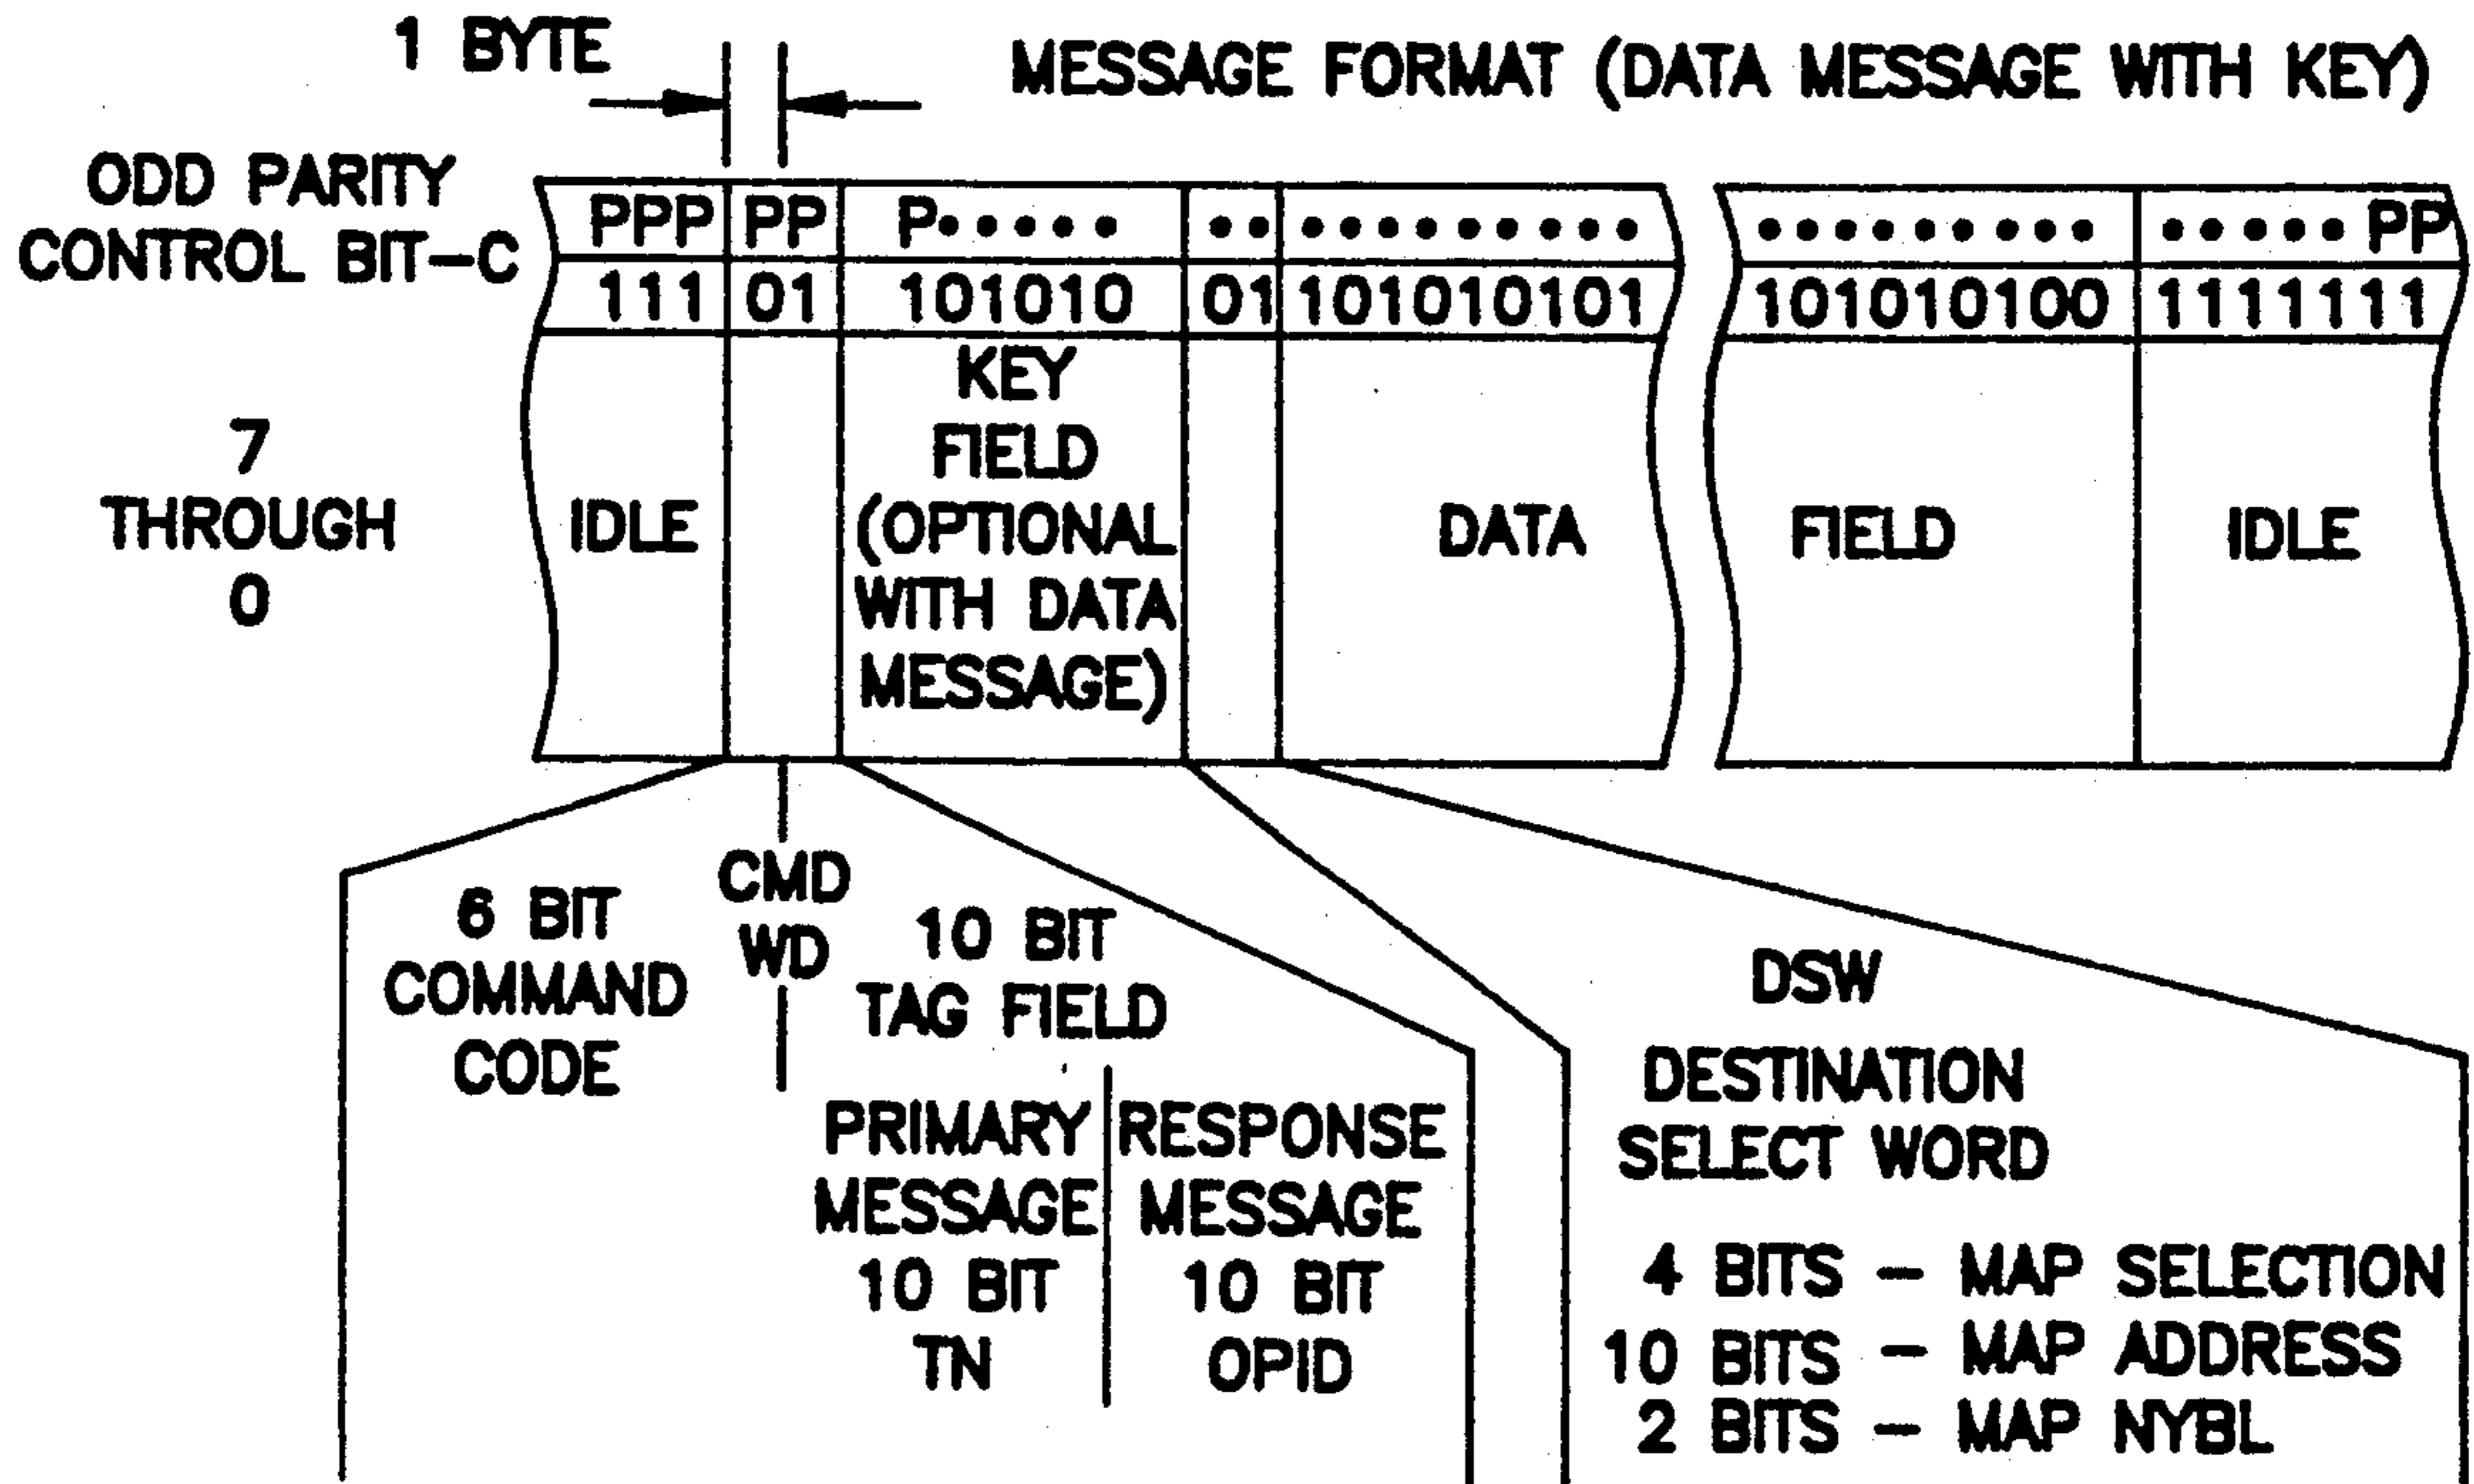 1 BYTE
MESSAGE FORMAT (DATA MESSAGE WITH KEY)
ODD PARITY
CONTROL BIT-C
PPP PP P••••• •• ••••••••• ••••••••• •••••PP
111 01 101010 01 101010101 101010100 1111111
7
THROUGH
0
IDLE
KEY
FIELD
(OPTIONAL
WITH DATA
MESSAGE)
DATA
FIELD
IDLE
6 BIT
COMMAND
CODE
CMD
WD
10 BIT
TAG FIELD
PRIMARY
MESSAGE
10 BIT
TN
RESPONSE
MESSAGE
10 BIT
OPID
DSW
DESTINATION
SELECT WORD
4 BITS - MAP SELECTION
10 BITS - MAP ADDRESS
2 BITS - MAP NYBL